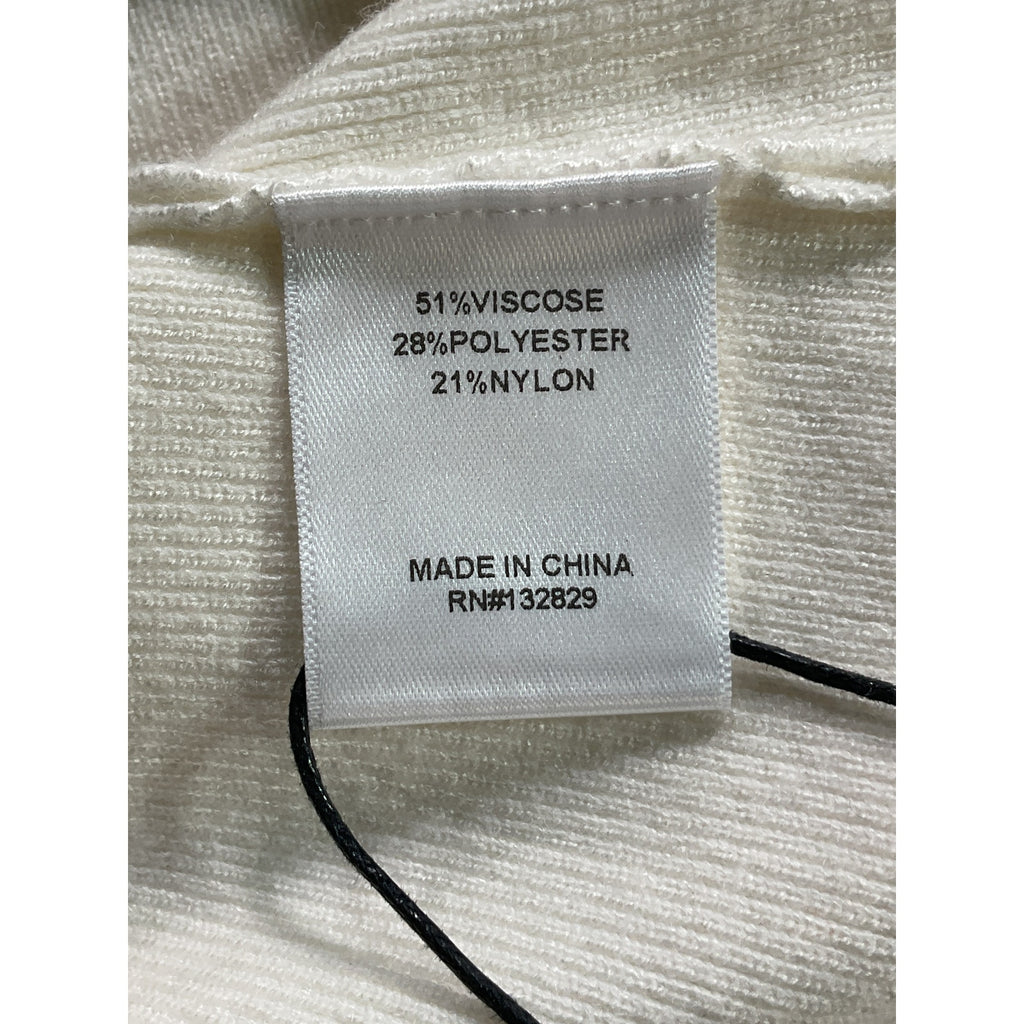 51%VISCOSE
28%POLYESTER
21%NYLON
MADE IN CHINA
RN#132829